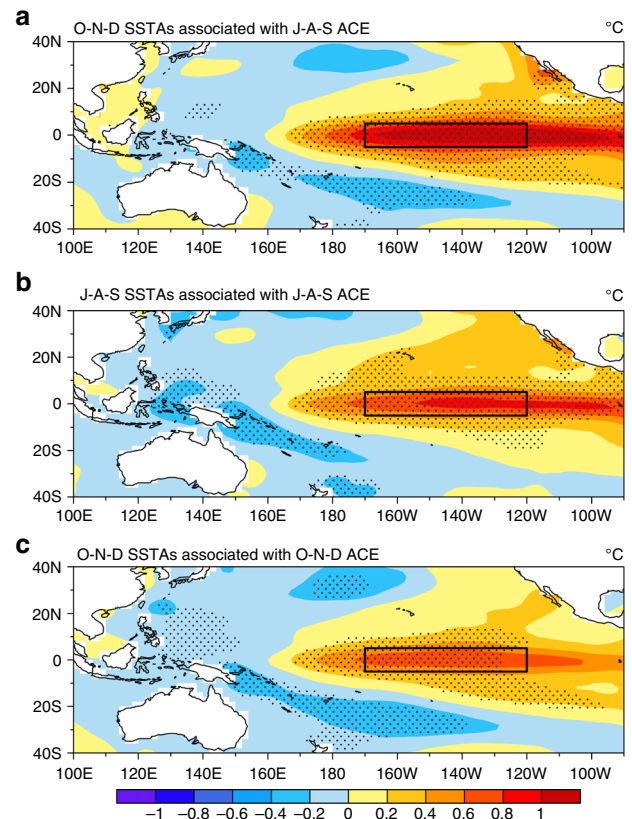 a
O-N-D SSTAs associated with J-A-S ACE °C
40N
20N
0
20S
40S
100E 120E 140E 160E 180 160W 140W 120W 100W
b
J-A-S SSTAs associated with J-A-S ACE °C
40N
20N
0
20S
40S
100E 120E 140E 160E 180 160W 140W 120W 100W
c
O-N-D SSTAs associated with O-N-D ACE °C
40N
20N
0
20S
40S
100E 120E 140E 160E 180 160W 140W 120W 100W
−1 −0.8 −0.6 −0.4 −0.2 0 0.2 0.4 0.6 0.8 1